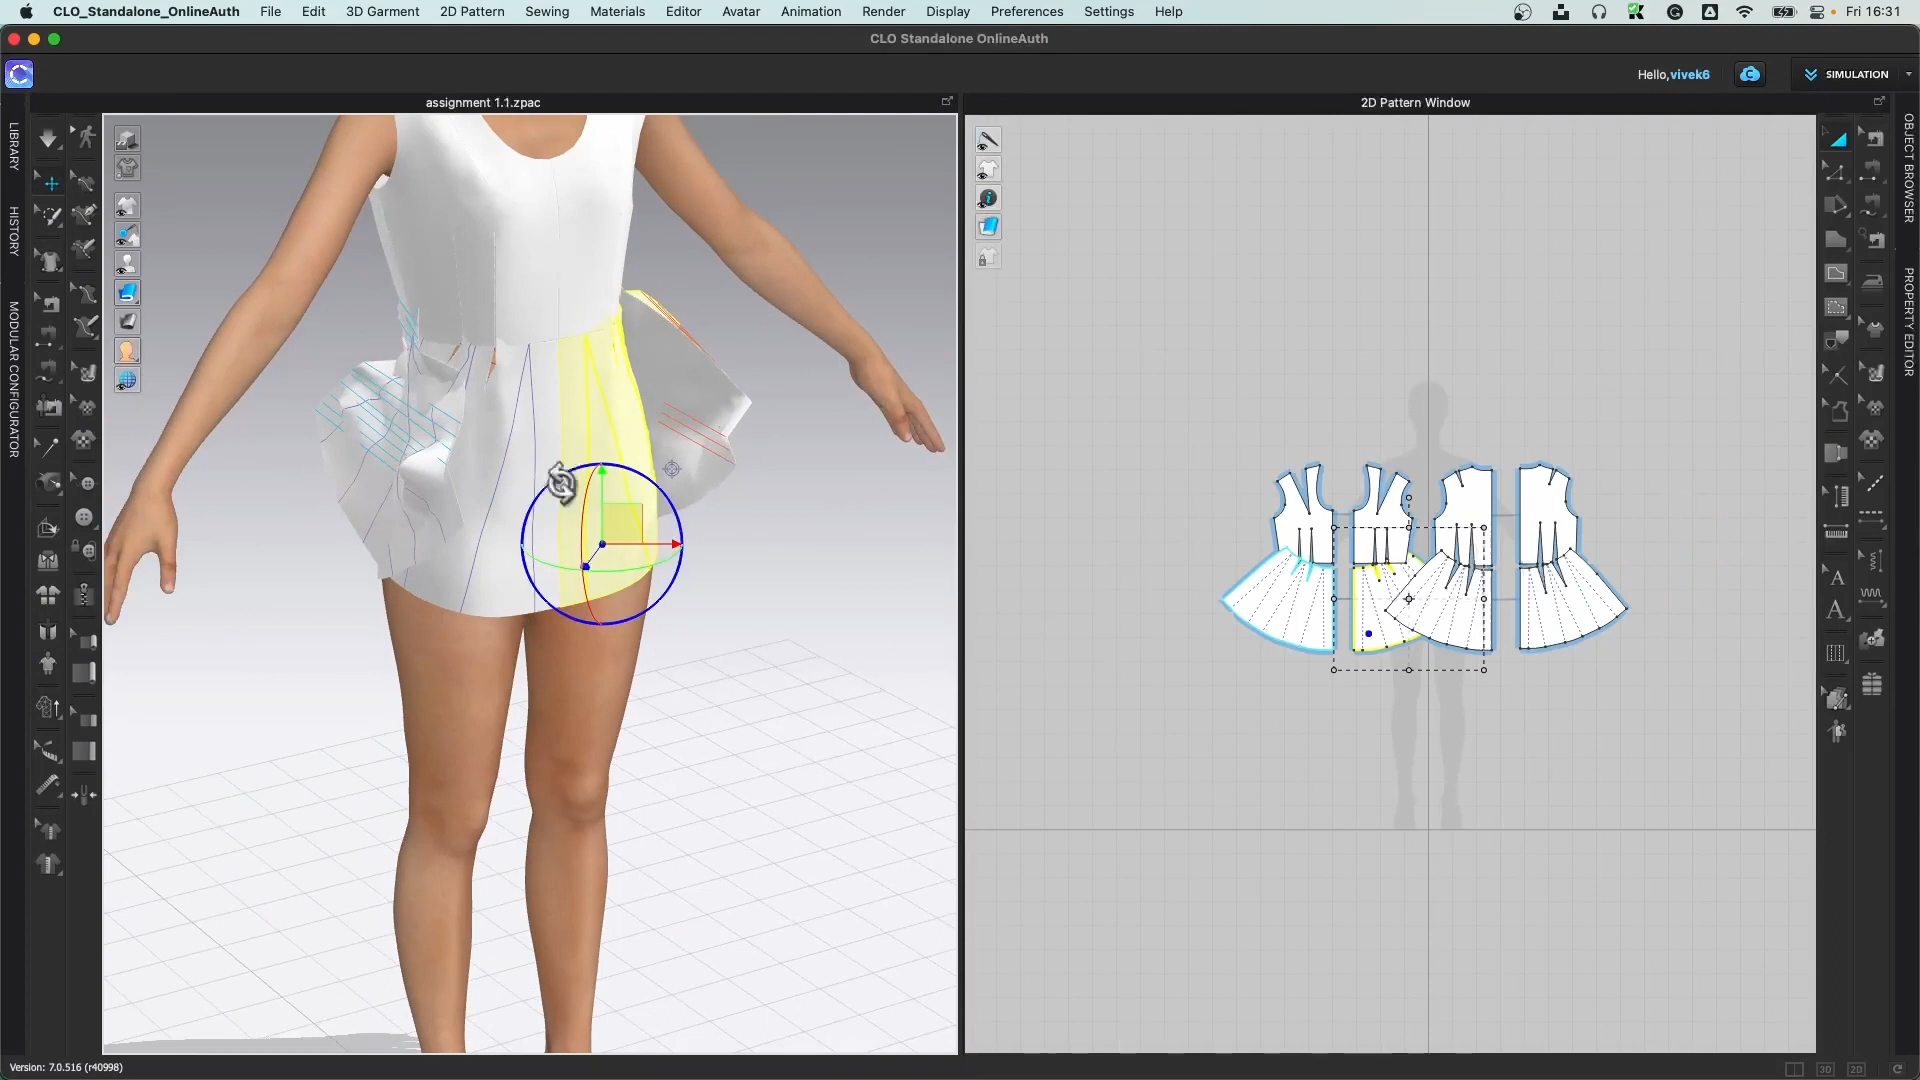 CLO_Standalone_OnlineAuth File Edit 3D Garment 2D Pattern Sewing Materials Editor Avatar Animation Render Display Preferences Settings Help Fri 16:31
CLO Standalone OnlineAuth
Hello,vivek6 SIMULATION
assignment 1.1.zpac 2D Pattern Window
LIBRARY
HISTORY
MODULAR CONFIGURATOR
OBJECT BROWSER
PROPERTY EDITOR
A
A
Version: 7.0.516 (r40998) 3D 2D